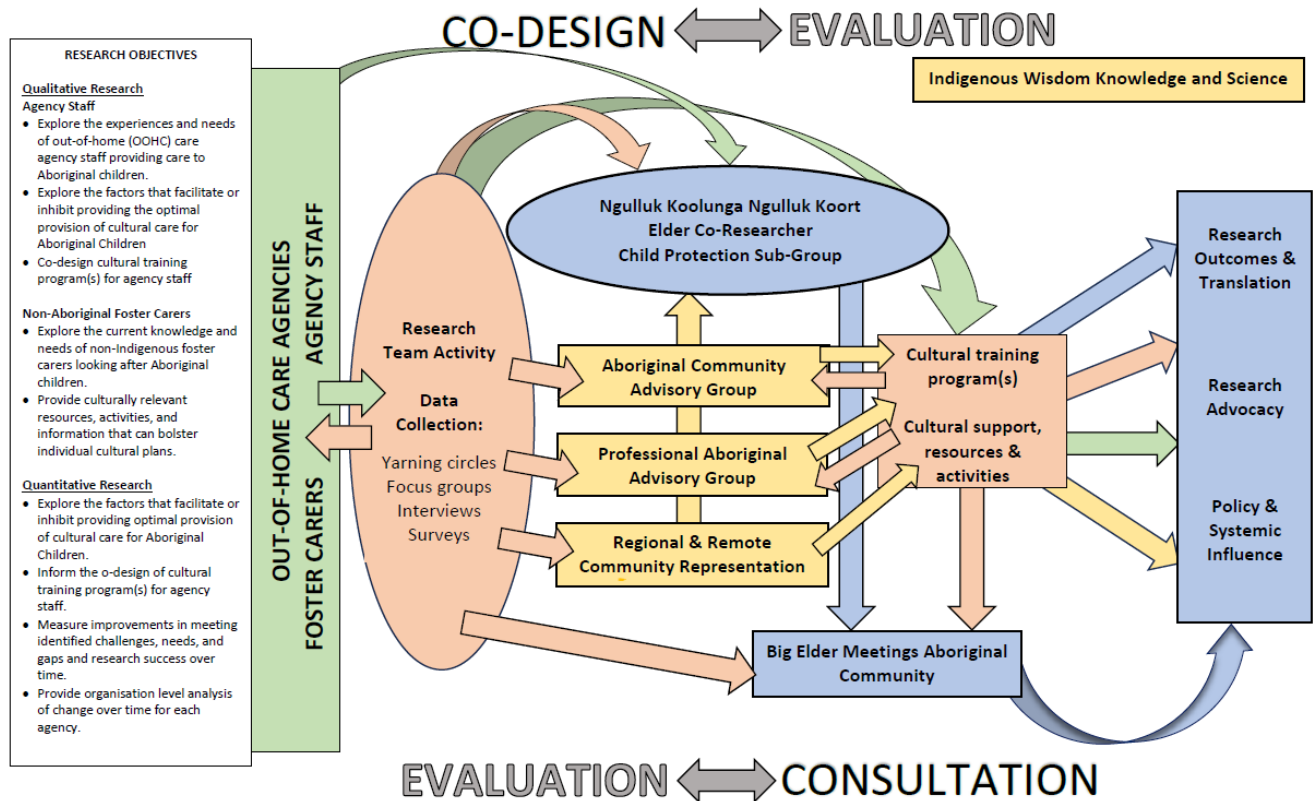 CO-DESIGN EVALUATION
Indigenous Wisdom Knowledge and Science
RESEARCH OBJECTIVES
Qualitative Research
Agency Staff
• Explore the experiences and needs
of out-of-home (OOHC) care
agency staff providing care to
Aboriginal children.
• Explore the factors that facilitate or
inhibit providing the optimal
provision of cultural care for
Aboriginal Children
• Co-design cultural training
program(s) for agency staff
Non-Aboriginal Foster Carers
• Explore the current knowledge and
needs of non-Indigenous foster
carers looking after Aboriginal
children.
• Provide culturally relevant
resources, activities, and
information that can bolster
individual cultural plans.
Quantitative Research
• Explore the factors that facilitate or
inhibit providing optimal provision
of cultural care for Aboriginal
Children.
• Inform the o-design of cultural
training program(s) for agency
staff.
• Measure improvements in meeting
identified challenges, needs, and
gaps and research success over
time.
• Provide organisation level analysis
of change over time for each
agency.
OUT-OF-HOME CARE AGENCIES
FOSTER CARERS AGENCY STAFF
Research
Team Activity
Data
Collection:
Yarning circles
Focus groups
Interviews
Surveys
Ngulluk Koolunga Ngulluk Koort
Elder Co-Researcher
Child Protection Sub-Group
Aboriginal Community
Advisory Group
Professional Aboriginal
Advisory Group
Regional & Remote
Community Representation
Cultural training
program(s)
Cultural support,
resources &
activities
Big Elder Meetings Aboriginal
Community
Research
Outcomes &
Translation
Research
Advocacy
Policy &
Systemic
Influence
EVALUATION CONSULTATION